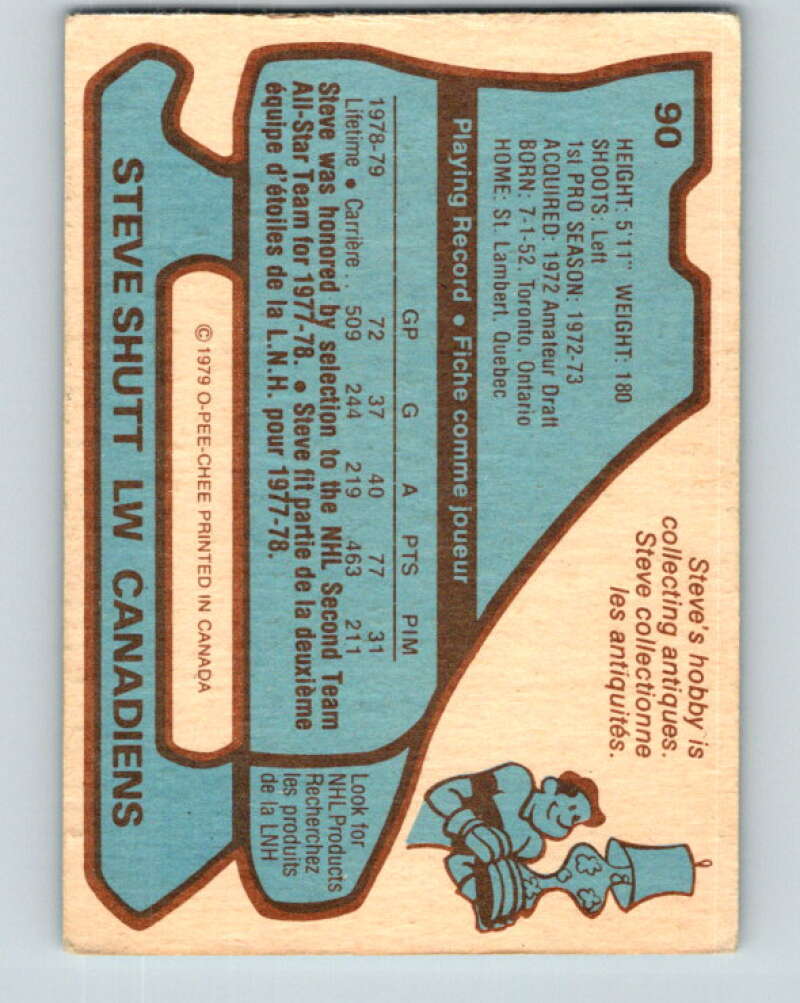 90
HEIGHT: 5'11" WEIGHT: 180
SHOOTS: Left
1st PRO SEASON: 1972-73
ACQUIRED: 1972 Amateur Draft
BORN: 7-1-52, Toronto, Ontario
HOME: St. Lambert, Quebec
Steve's hobby is
collecting antiques.
Steve collectionne
les antiquités.
Playing Record • Fiche comme joueur
GP G A PTS PIM
1978-79 72 37 40 77 31
Lifetime • Carrière . . 509 244 219 463 211
Steve was honored by selection to the NHL Second Team
All-Star Team for 1977-78. • Steve fit partie de la deuxième
équipe d'étoiles de la L.N.H. pour 1977-78.
Look for
NHL Products
Recherchez
les produits
de la LNH
© 1979 O-PEE-CHEE PRINTED IN CANADA
STEVE SHUTT LW CANADIENS